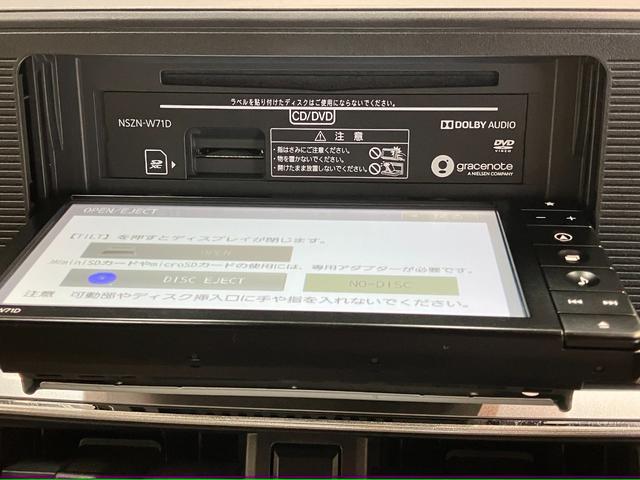 ラベルを貼り付けたディスクはご使用にならないでください。
CD/DVD
NSZN-W71D
注意
・指はさみにご注意ください。
・物を置かないでください。
・開けたまま放置しないでください。
DOLBY AUDIO
DVD
VIDEO
gracenote
A NIELSEN COMPANY
OPEN/EJECT
[TILT] を押すとディスプレイが閉じます。
OPEN
※miniSDカードやmicroSDカードの使用には、専用アダプターが必要です。
DISC EJECT
NO-DISC
注意 可動部やディスク挿入口に手や指を入れないでください。
W71D